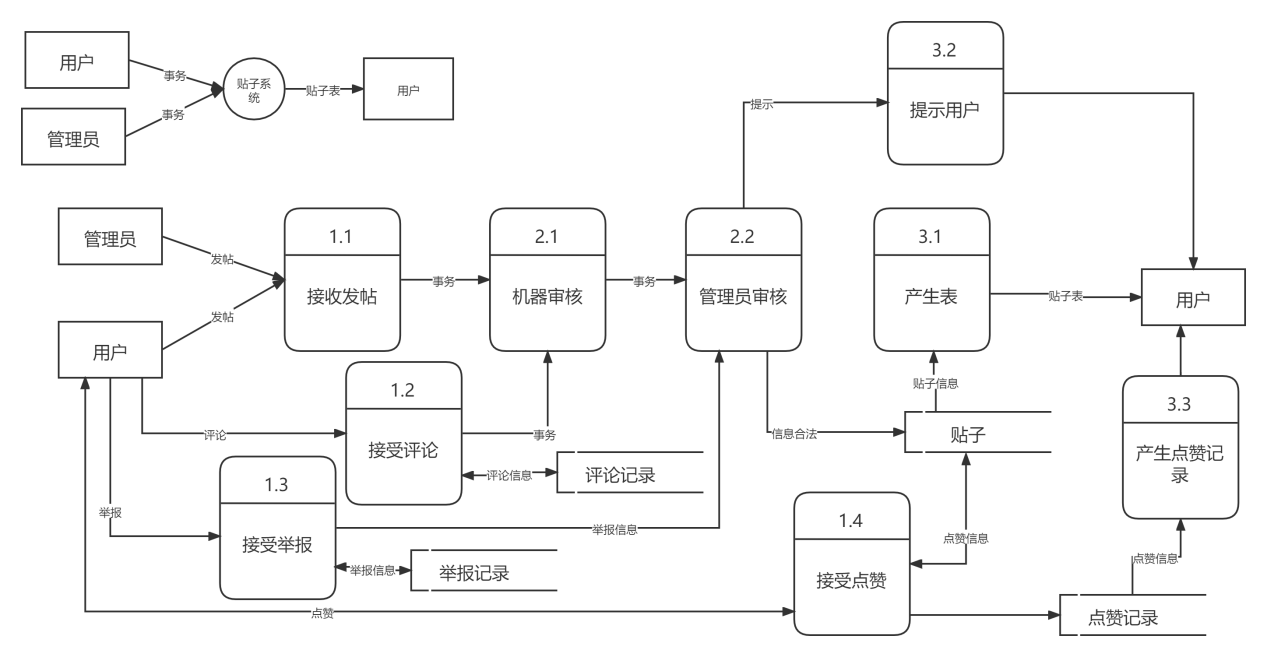 用户
事务
管理员
事务
贴子系
统
贴子表
用户
3.2
提示用户
提示
管理员
发帖
用户
发帖
1.1
接收发帖
事务
2.1
机器审核
事务
2.2
管理员审核
3.1
产生表
贴子表
用户
贴子信息
信息合法
贴子
1.2
接受评论
评论
事务
评论信息
评论记录
3.3
产生点赞记
录
1.3
接受举报
举报
举报信息
举报信息
举报记录
1.4
接受点赞
点赞信息
点赞信息
点赞
点赞记录